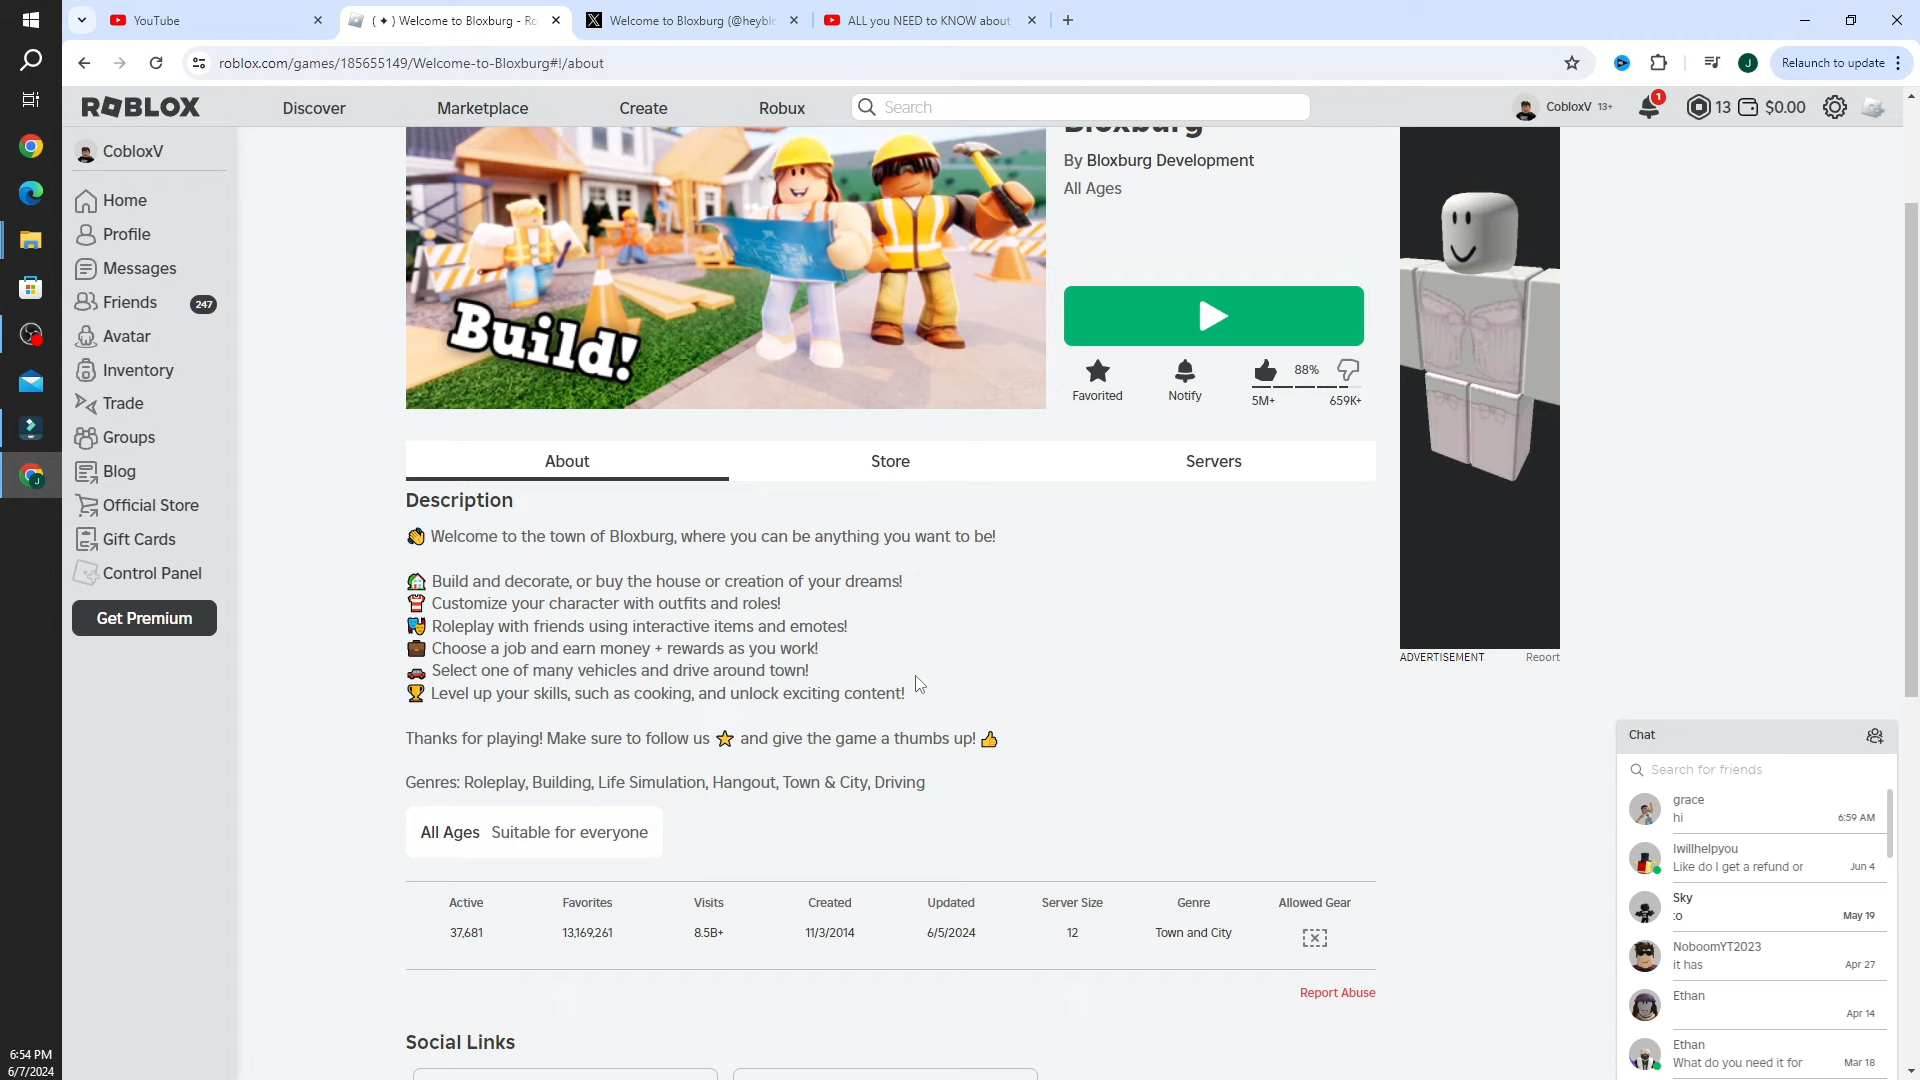 YouTube
( ✦ ) Welcome to Bloxburg - Ro
Welcome to Bloxburg (@heyblo
ALL you NEED to KNOW about
roblox.com/games/185655149/Welcome-to-Bloxburg#!/about
Relaunch to update
ROBLOX
Discover
Marketplace
Create
Robux
Search
CobloxV 13+
1
13
$0.00
CobloxV
Home
Profile
Messages
Friends 247
Avatar
Inventory
Trade
Groups
Blog
Official Store
Gift Cards
Control Panel
Get Premium
Build!
Bloxburg
By Bloxburg Development
All Ages
Favorited
Notify
88%
5M+
659K+
About
Store
Servers
Description
👋 Welcome to the town of Bloxburg, where you can be anything you want to be!
🏡 Build and decorate, or buy the house or creation of your dreams!
👕 Customize your character with outfits and roles!
🎭 Roleplay with friends using interactive items and emotes!
💼 Choose a job and earn money + rewards as you work!
🚗 Select one of many vehicles and drive around town!
🏆 Level up your skills, such as cooking, and unlock exciting content!
Thanks for playing! Make sure to follow us ⭐ and give the game a thumbs up! 👍
Genres: Roleplay, Building, Life Simulation, Hangout, Town & City, Driving
All Ages Suitable for everyone
Active Favorites Visits Created Updated Server Size Genre Allowed Gear
37,681 13,169,261 8.5B+ 11/3/2014 6/5/2024 12 Town and City
Report Abuse
Social Links
ADVERTISEMENT Report
Chat
Search for friends
grace
hi 6:59 AM
Iwillhelpyou
Like do I get a refund or Jun 4
Sky
:o May 19
NoboomYT2023
it has Apr 27
Ethan
Apr 14
Ethan
What do you need it for Mar 18
J
J
6:54 PM
6/7/2024